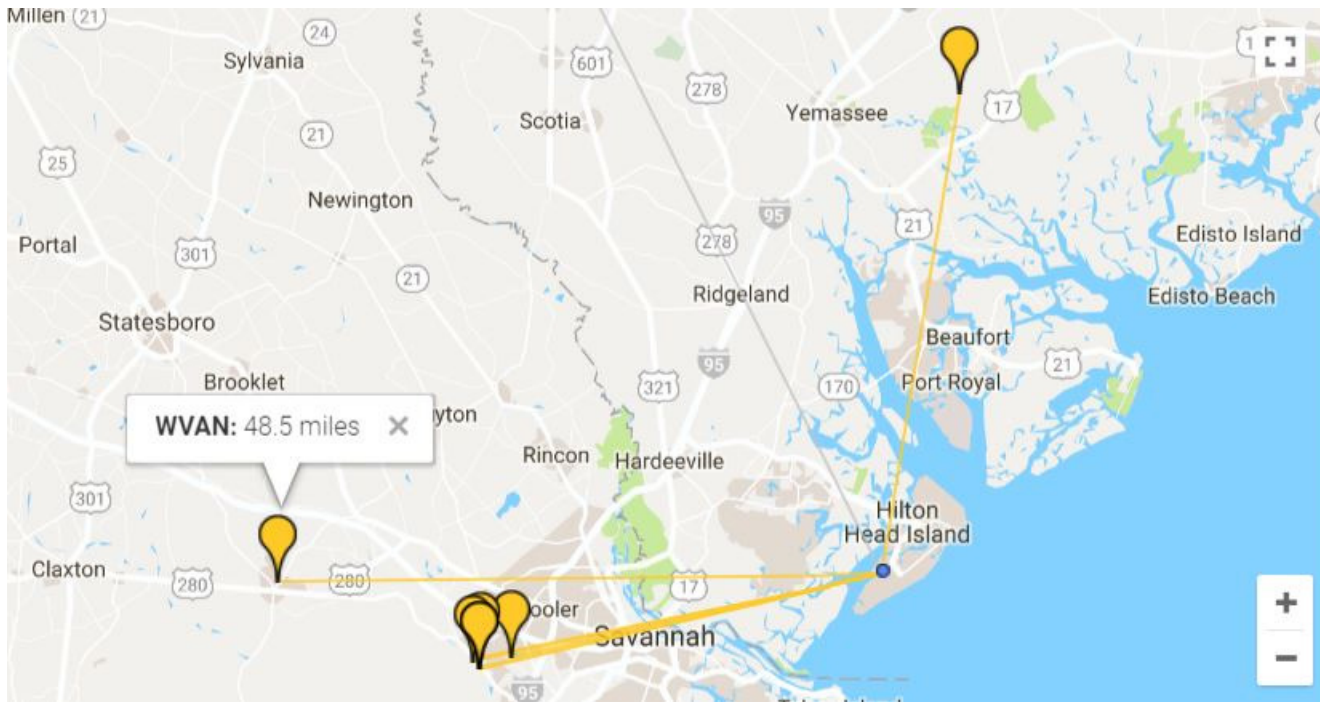 Millen
21
24
Sylvania
601
278
Yemassee
17
Scotia
21
25
Newington
95
21
278
Edisto Island
Portal
301
21
Ridgeland
Edisto Beach
Statesboro
Beaufort
95
21
Brooklet
321
170
Port Royal
WVAN: 48.5 miles ×
Rincon
Hardeeville
301
Hilton
Head Island
Claxton
280
280
17
+
Savannah
−
95